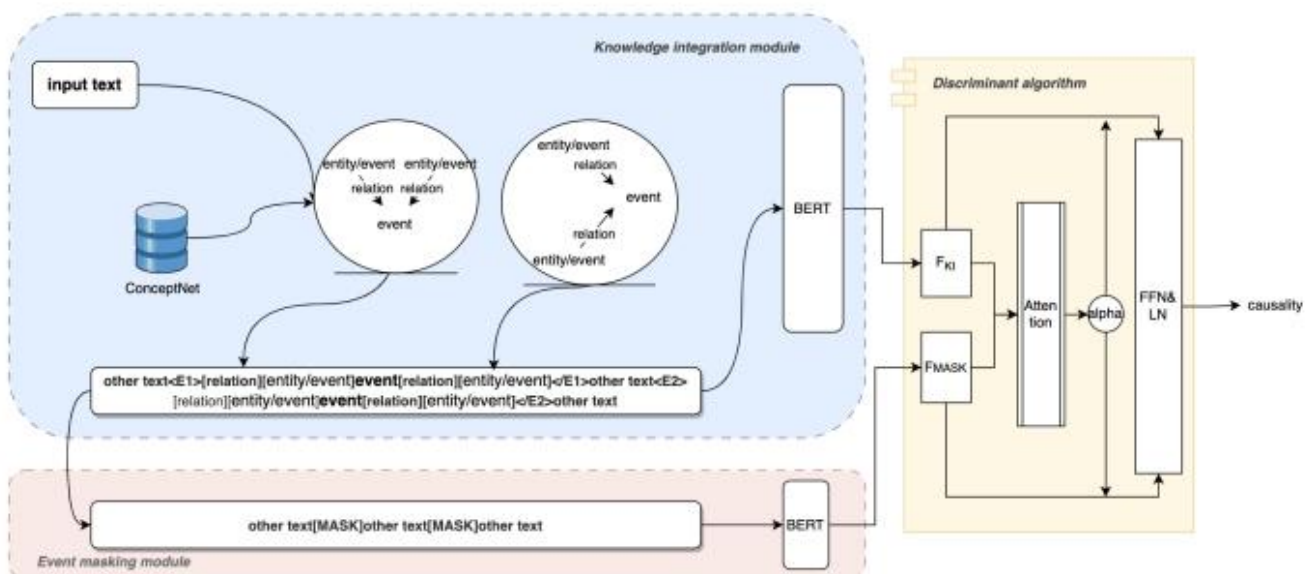 Knowledge integration module
input text
entity/event entity/event
relation relation
event
entity/event
relation
event
relation
entity/event
ConceptNet
BERT
other text<E1>[relation][entity/event]event[relation][entity/event]</E1>other text<E2>
[relation][entity/event]event[relation][entity/event]</E2>other text
other text[MASK]other text[MASK]other text
BERT
Event masking module
Discriminant algorithm
FKI
FMASK
Atten
tion
alpha
FFN&
LN
causality